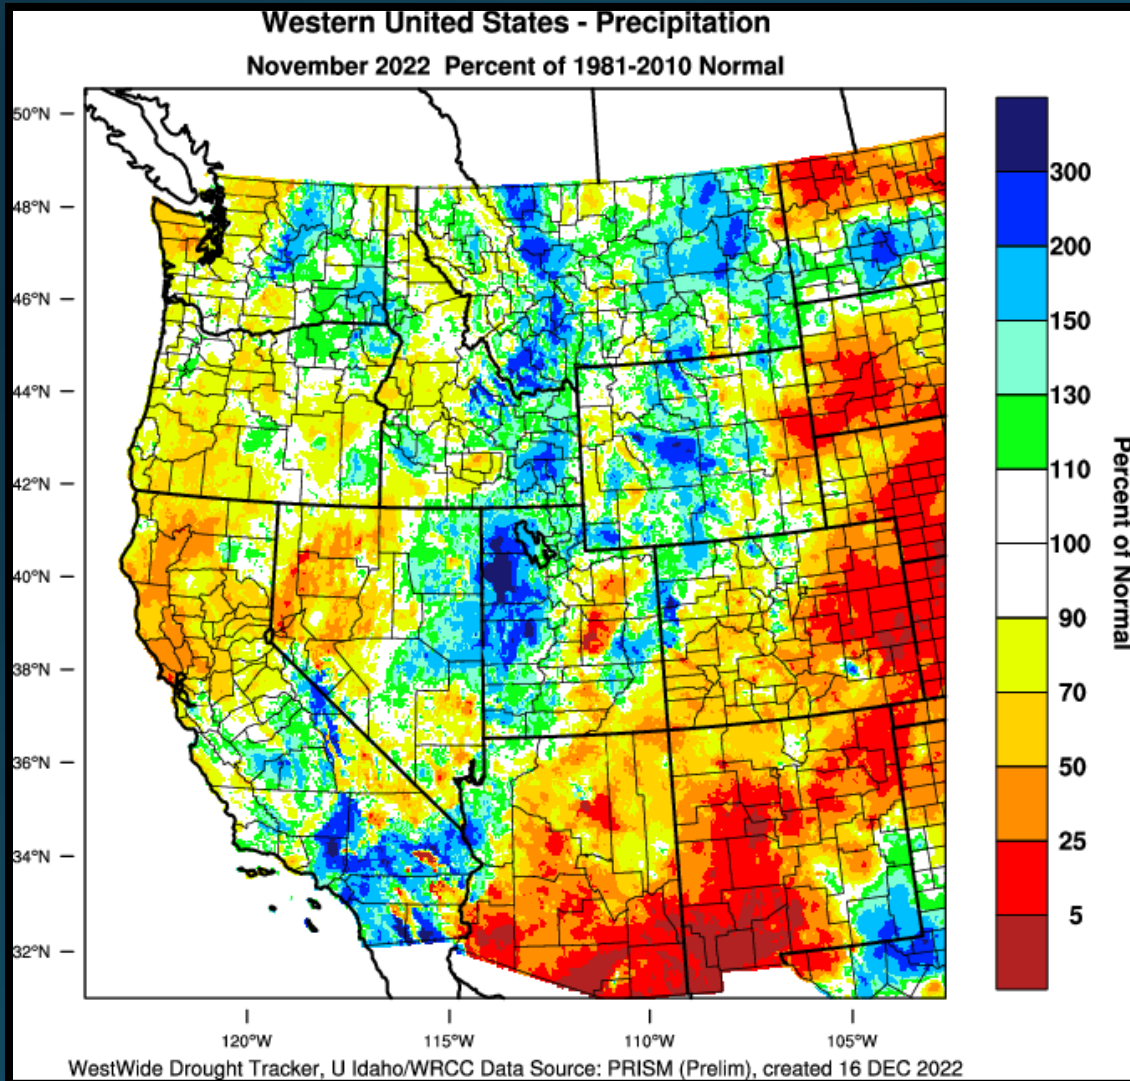 Western United States - Precipitation
November 2022 Percent of 1981-2010 Normal
50°N
48°N
46°N
44°N
42°N
40°N
38°N
36°N
34°N
32°N
120°W
115°W
110°W
105°W
300
200
150
130
110
100
90
70
50
25
5
Percent of Normal
WestWide Drought Tracker, U Idaho/WRCC Data Source: PRISM (Prelim), created 16 DEC 2022